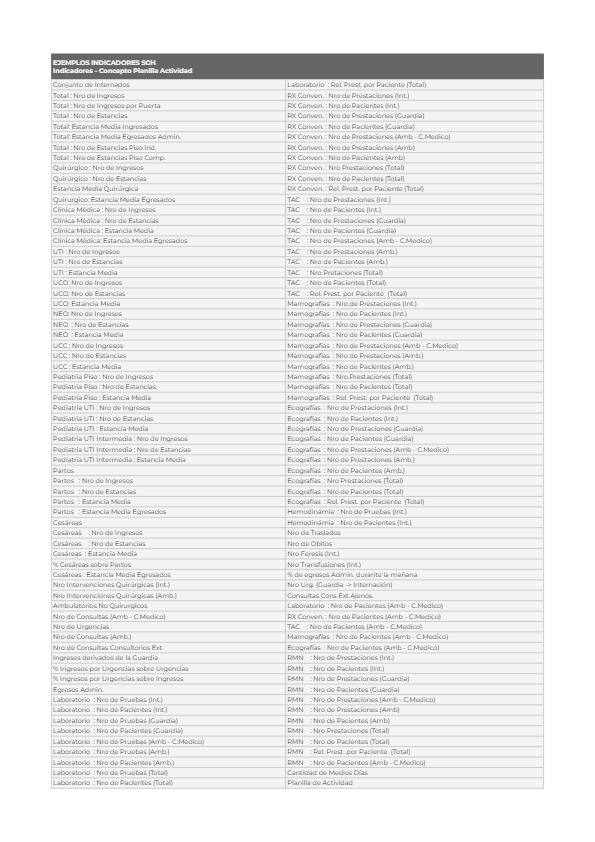 EJEMPLOS INDICADORES SGH
Indicadores - Concepto Planilla Actividad
Conjunto de Internados
Total : Nro de Ingresos
Total : Nro de Ingresos por Puerta
Total : Nro de Estancias
Total: Estancia Media Ingresados
Total: Estancia Media Egresados Admin.
Total : Nro de Estancias Piso Ind.
Total : Nro de Estancias Piso Comp.
Quirúrgico : Nro de Ingresos
Quirúrgico : Nro de Estancias
Estancia Media Quirúrgica
Quirurgico: Estancia Media Egresados
Clínica Médica : Nro de Ingresos
Clínica Médica : Nro de Estancias
Clínica Médica : Estancia Media
Clínica Médica: Estancia Media Egresados
UTI : Nro de Ingresos
UTI : Nro de Estancias
UTI : Estancia Media
UCO: Nro de Ingresos
UCO: Nro de Estancias
UCO: Estancia Media
NEO: Nro de Ingresos
NEO : Nro de Estancias
NEO : Estancia Media
UCC : Nro de Ingresos
UCC : Nro de Estancias
UCC : Estancia Media
Pediatria Piso : Nro de Ingresos
Pediatria Piso : Nro de Estancias
Pediatria Piso : Estancia Media
Pediatria UTI : Nro de Ingresos
Pediatria UTI : Nro de Estancias
Pediatria UTI : Estancia Media
Pediatria UTI Intermedia : Nro de Ingresos
Pediatria UTI Intermedia : Nro de Estancias
Pediatria UTI Intermedia : Estancia Media
Partos
Partos : Nro de Ingresos
Partos : Nro de Estancias
Partos : Estancia Media
Partos : Estancia Media Egresados
Cesáreas
Cesáreas : Nro de Ingresos
Cesáreas : Nro de Estancias
Cesáreas : Estancia Media
% Cesáreas sobre Partos
Cesáreas : Estancia Media Egresados
Nro Intervenciones Quirúrgicas (Int.)
Nro Intervenciones Quirúrgicas (Amb.)
Ambulatorios No Quirurgicos
Nro de Consultas (Amb - C.Medico)
Nro de Urgencias
Nro de Consultas (Amb.)
Nro de Consultas Consultorios Ext.
Ingresos derivados de la Guardia
% Ingresos por Urgencias sobre Urgencias
% Ingresos por Urgencias sobre Ingresos
Egresos Admin.
Laboratorio : Nro de Pruebas (Int.)
Laboratorio : Nro de Pacientes (Int.)
Laboratorio : Nro de Pruebas (Guardia)
Laboratorio : Nro de Pacientes (Guardia)
Laboratorio : Nro de Pruebas (Amb - C.Medico)
Laboratorio : Nro de Pruebas (Amb.)
Laboratorio : Nro de Pacientes (Amb.)
Laboratorio : Nro de Pruebas (Total)
Laboratorio : Nro de Pacientes (Total)
Laboratorio : Rel. Prest. por Paciente (Total)
RX Conven. : Nro de Prestaciones (Int.)
RX Conven. : Nro de Pacientes (Int.)
RX Conven. : Nro de Prestaciones (Guardia)
RX Conven. : Nro de Pacientes (Guardia)
RX Conven. : Nro de Prestaciones (Amb - C.Medico)
RX Conven. : Nro de Prestaciones (Amb)
RX Conven. : Nro de Pacientes (Amb)
RX Conven. : Nro Prestaciones (Total)
RX Conven. : Nro de Pacientes (Total)
RX Conven. : Rel. Prest. por Paciente (Total)
TAC : Nro de Prestaciones (Int.)
TAC : Nro de Pacientes (Int.)
TAC : Nro de Prestaciones (Guardia)
TAC : Nro de Pacientes (Guardia)
TAC : Nro de Prestaciones (Amb - C.Medico)
TAC : Nro de Prestaciones (Amb.)
TAC : Nro de Pacientes (Amb.)
TAC : Nro Pretaciones (Total)
TAC : Nro de Pacientes (Total)
TAC : Rel. Prest. por Paciente (Total)
Mamografías : Nro de Prestaciones (Int.)
Mamografías : Nro de Pacientes (Int.)
Mamografías : Nro de Prestaciones (Guardia)
Mamografías : Nro de Pacientes (Guardia)
Mamografías : Nro de Prestaciones (Amb - C.Medico)
Mamografías : Nro de Prestaciones (Amb.)
Mamografías : Nro de Pacientes (Amb.)
Mamografías : Nro Prestaciones (Total)
Mamografías : Nro de Pacientes (Total)
Mamografías : Rel. Prest. por Paciente (Total)
Ecografías : Nro de Prestaciones (Int.)
Ecografías : Nro de Pacientes (Int.)
Ecografías : Nro de Prestaciones (Guardia)
Ecografías : Nro de Pacientes (Guardia)
Ecografías : Nro de Prestaciones (Amb - C.Medico)
Ecografías : Nro de Prestaciones (Amb.)
Ecografías : Nro de Pacientes (Amb.)
Ecografías : Nro Prestaciones (Total)
Ecografías : Nro de Pacientes (Total)
Ecografías : Rel. Prest. por Paciente (Total)
Hemodinámia : Nro de Pruebas (Int.)
Hemodinámia : Nro de Pacientes (Int.)
Nro de Traslados
Nro de Obitos
Nro Feresis (Int.)
Nro Transfusiones (Int.)
% de egresos Admin. durante la mañana
Nro Urg. (Guardia -> Internación)
Consultas Cons Ext Ajenos
Laboratorio : Nro de Pacientes (Amb - C.Medico)
RX Conven. : Nro de Pacientes (Amb - C.Medico)
TAC : Nro de Pacientes (Amb - C.Medico)
Mamografías : Nro de Pacientes (Amb - C.Medico)
Ecografías : Nro de Pacientes (Amb - C.Medico)
RMN : Nro de Prestaciones (Int.)
RMN : Nro de Pacientes (Int.)
RMN : Nro de Prestaciones (Guardia)
RMN : Nro de Pacientes (Guardia)
RMN : Nro de Prestaciones (Amb - C.Medico)
RMN : Nro de Prestaciones (Amb)
RMN : Nro de Pacientes (Amb)
RMN : Nro Prestaciones (Total)
RMN : Nro de Pacientes (Total)
RMN : Rel. Prest. por Paciente (Total)
RMN : Nro de Pacientes (Amb - C.Medico)
Cantidad de Medios Días
Planilla de Actividad